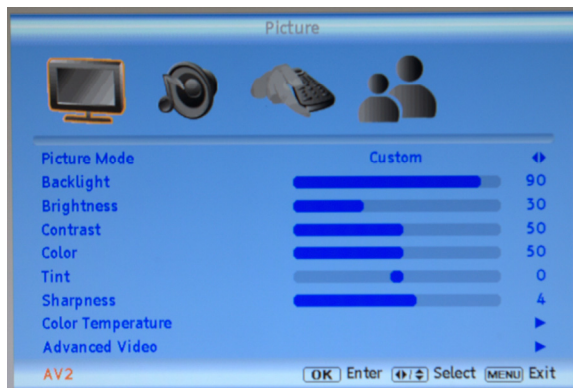 Picture
Picture Mode Custom
Backlight 90
Brightness 30
Contrast 50
Color 50
Tint 0
Sharpness 4
Color Temperature
Advanced Video
AV2 OK Enter Select MENU Exit